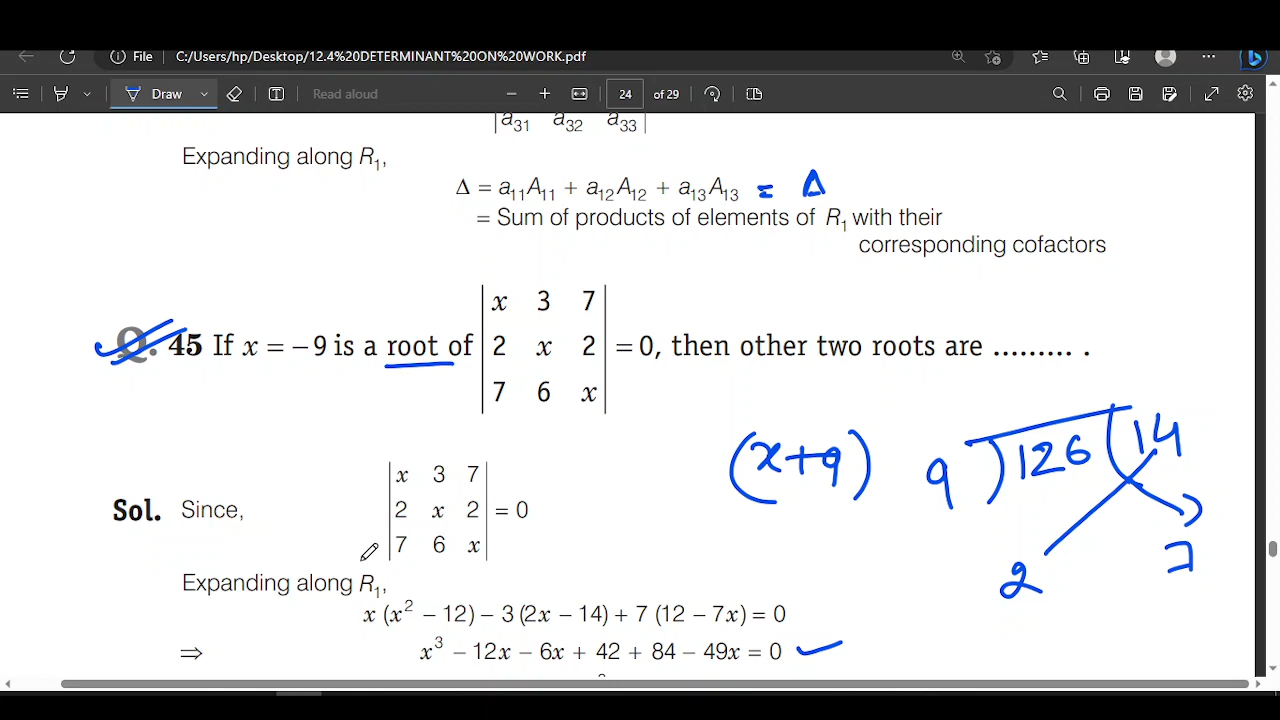 File C:/Users/hp/Desktop/12.4%20DETERMINANT%20ON%20WORK.pdf
Draw Read aloud 24 of 29
|a₃₁ a₃₂ a₃₃|
Expanding along R₁,
Δ = a₁₁A₁₁ + a₁₂A₁₂ + a₁₃A₁₃ = Δ
= Sum of products of elements of R₁ with their
corresponding cofactors
x 3 7
Q. 45 If x = – 9 is a root of 2 x 2 = 0, then other two roots are ......... .
7 6 x
(x+9) 9 ) 126 ( 14
x 3 7
Sol. Since, 2 x 2 = 0
7 6 x
2 7
Expanding along R₁,
x (x² – 12) – 3 (2x – 14) + 7 (12 – 7x) = 0
⇒ x³ – 12x – 6x + 42 + 84 – 49x = 0